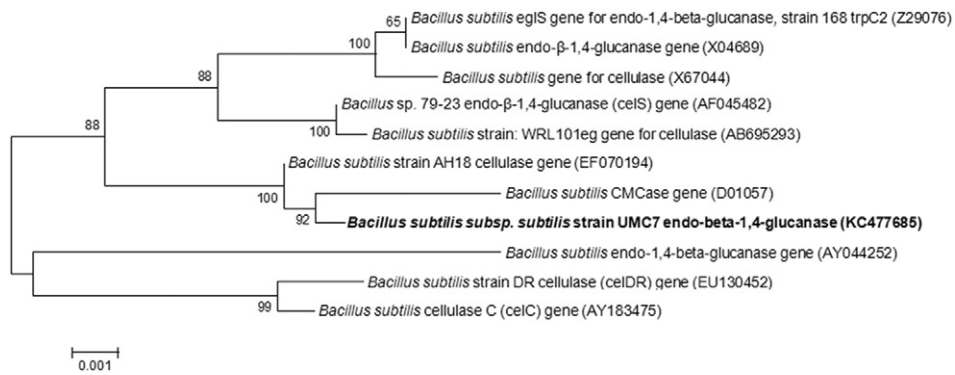 65 Bacillus subtilis eglS gene for endo-1,4-beta-glucanase, strain 168 trpC2 (Z29076)
100 Bacillus subtilis endo-β-1,4-glucanase gene (X04689)
88 Bacillus subtilis gene for cellulase (X67044)
Bacillus sp. 79-23 endo-β-1,4-glucanase (celS) gene (AF045482)
88 100 Bacillus subtilis strain: WRL101eg gene for cellulase (AB695293)
Bacillus subtilis strain AH18 cellulase gene (EF070194)
100 Bacillus subtilis CMCase gene (D01057)
92 Bacillus subtilis subsp. subtilis strain UMC7 endo-beta-1,4-glucanase (KC477685)
Bacillus subtilis endo-1,4-beta-glucanase gene (AY044252)
Bacillus subtilis strain DR cellulase (celDR) gene (EU130452)
99 Bacillus subtilis cellulase C (celC) gene (AY183475)
0.001